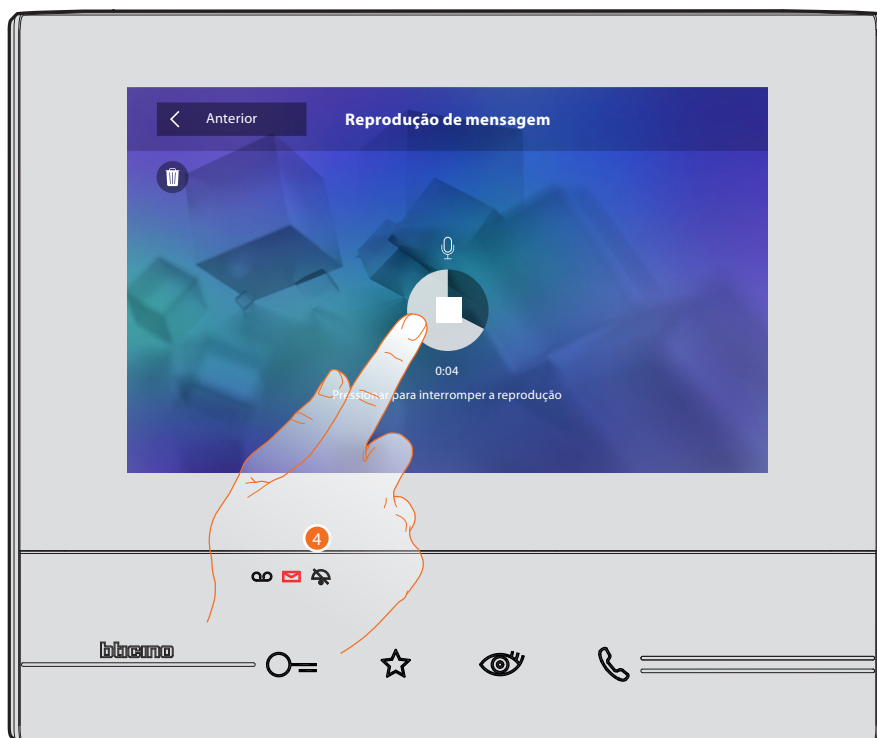 Anterior
Reprodução de mensagem
0:04
Pressionar para interromper a reprodução
4
bticino